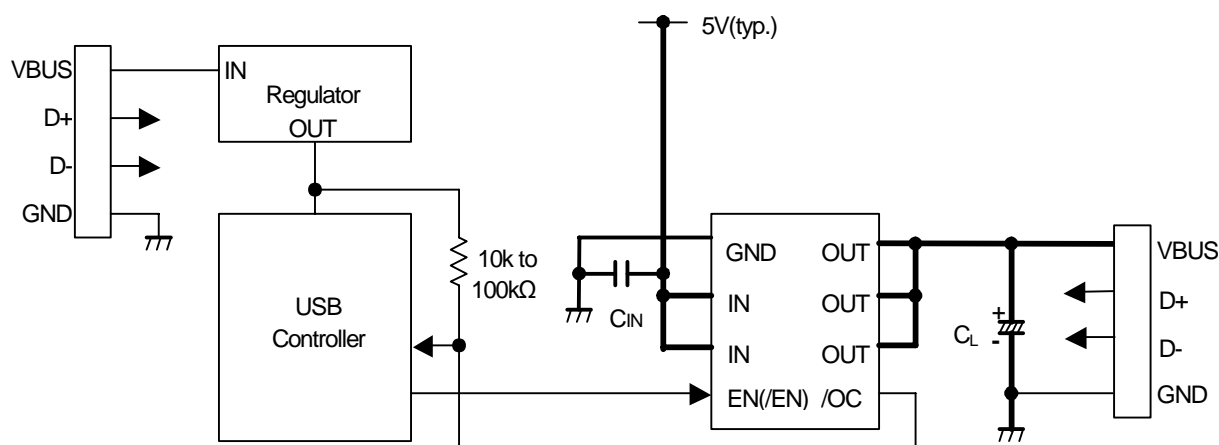 5V(typ.)
VBUS
D+
D-
GND
IN
Regulator
OUT
10k to
100kΩ
USB
Controller
CIN
GND
IN
IN
EN(/EN)
OUT
OUT
OUT
/OC
+
-
CL
VBUS
D+
D-
GND